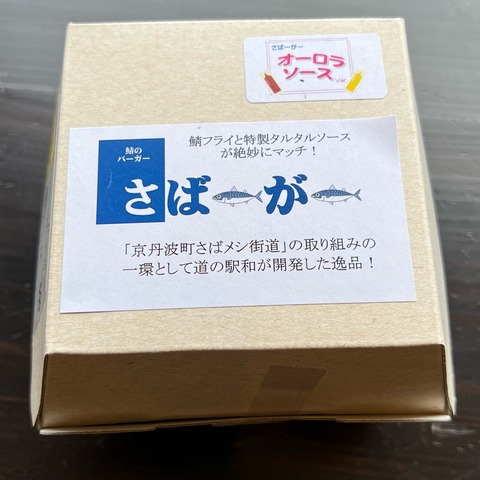 さばーがー
オーロラ
ソース
鯖フライと特製タルタルソース
が絶妙にマッチ！
鯖の
バーガー
さば が
「京丹波町さばメシ街道」の取り組みの
一環として道の駅和が開発した逸品！